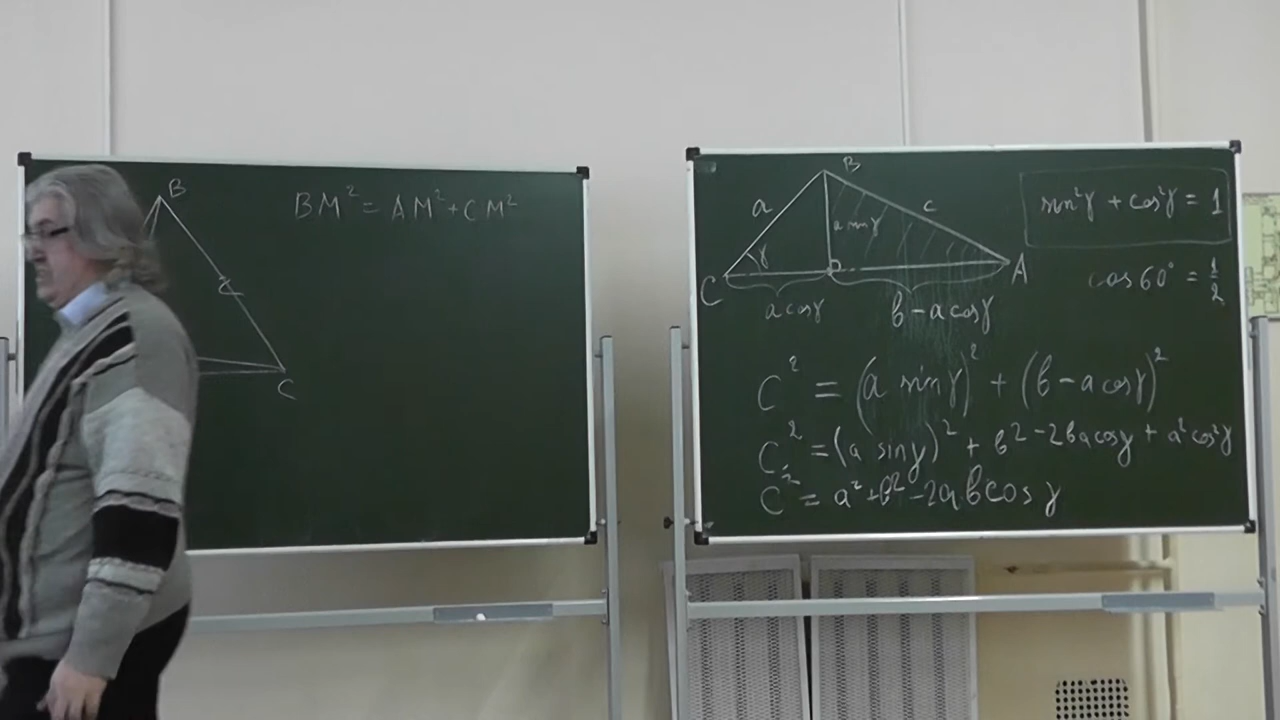 B
C
BM² = AM² + CM²
B
a
c
a sin γ
γ
C
A
a cos γ
b - a cos γ
sin²γ + cos²γ = 1
cos 60° = 1/2
C² = (a sin γ)² + (b - a cos γ)²
C² = (a sin γ)² + b² - 2ba cos γ + a² cos²γ
C² = a² + b² - 2ab cos γ